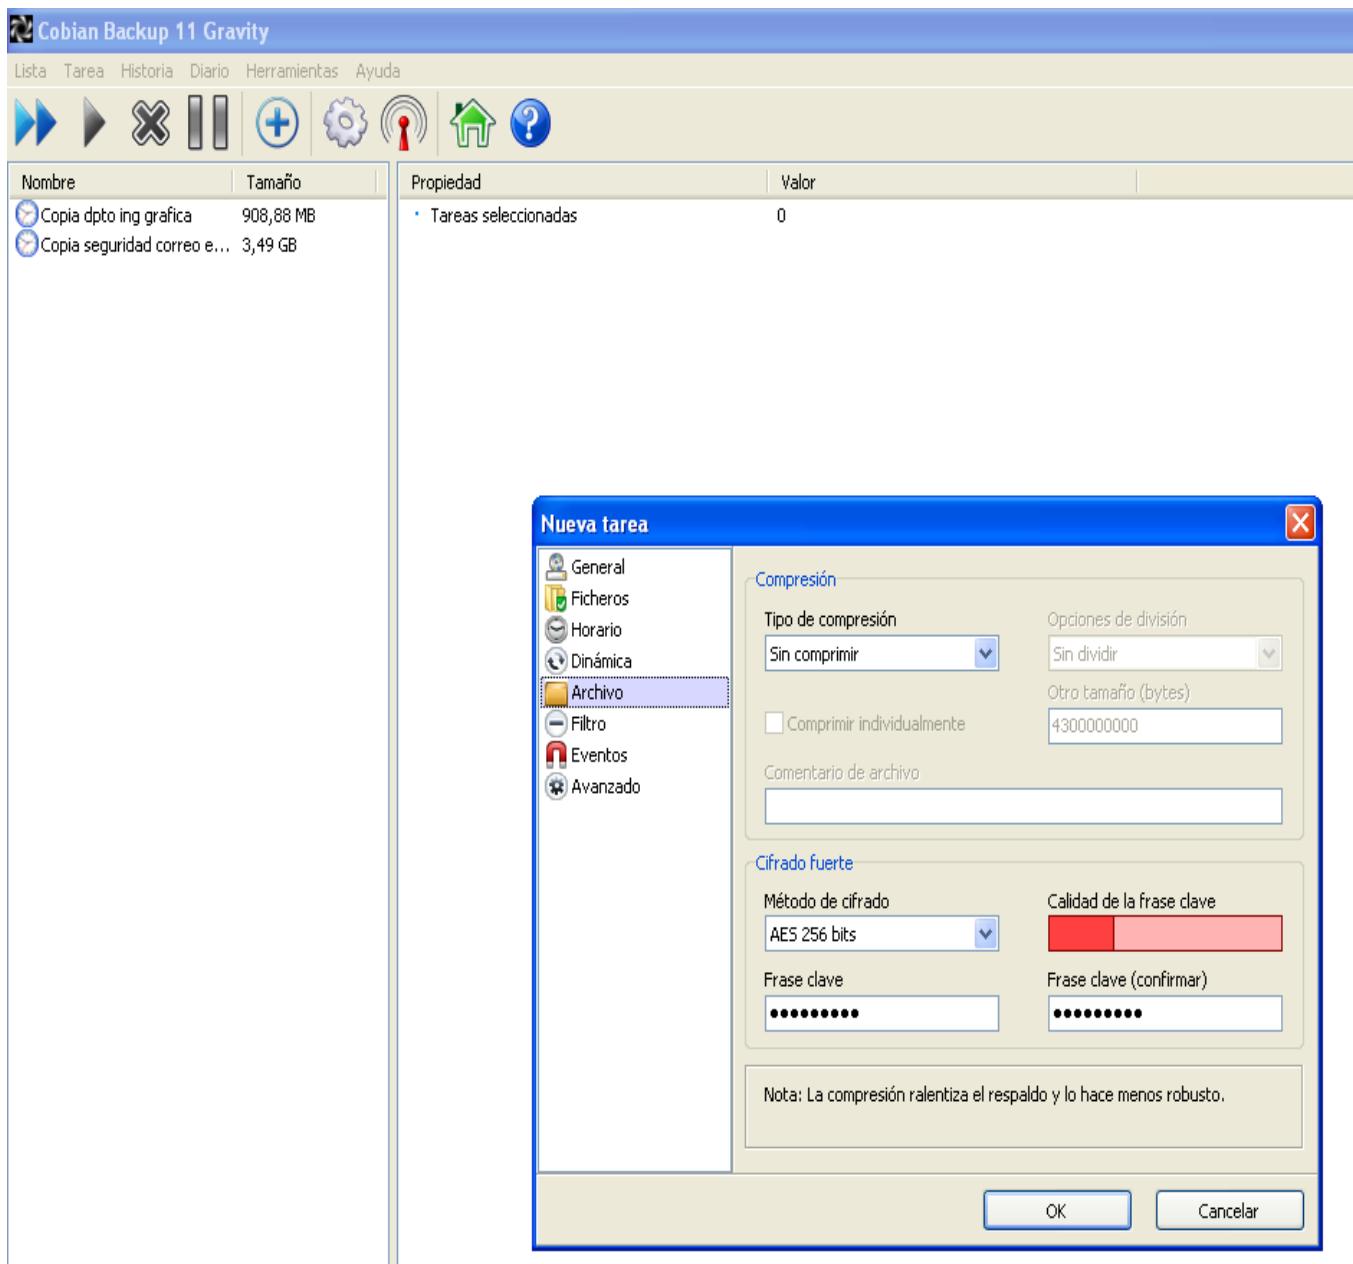 Cobian Backup 11 Gravity
Lista Tarea Historia Diario Herramientas Ayuda
Nombre Tamaño Propiedad Valor
Copia dpto ing grafica 908,88 MB Tareas seleccionadas 0
Copia seguridad correo e... 3,49 GB
Nueva tarea
General
Ficheros
Horario
Dinámica
Archivo
Filtro
Eventos
Avanzado
Compresión
Tipo de compresión Opciones de división
Sin comprimir Sin dividir
Otro tamaño (bytes)
Comprimir individualmente 4300000000
Comentario de archivo
Cifrado fuerte
Método de cifrado Calidad de la frase clave
AES 256 bits
Frase clave Frase clave (confirmar)
●●●●●●●●● ●●●●●●●●●
Nota: La compresión ralentiza el respaldo y lo hace menos robusto.
OK Cancelar